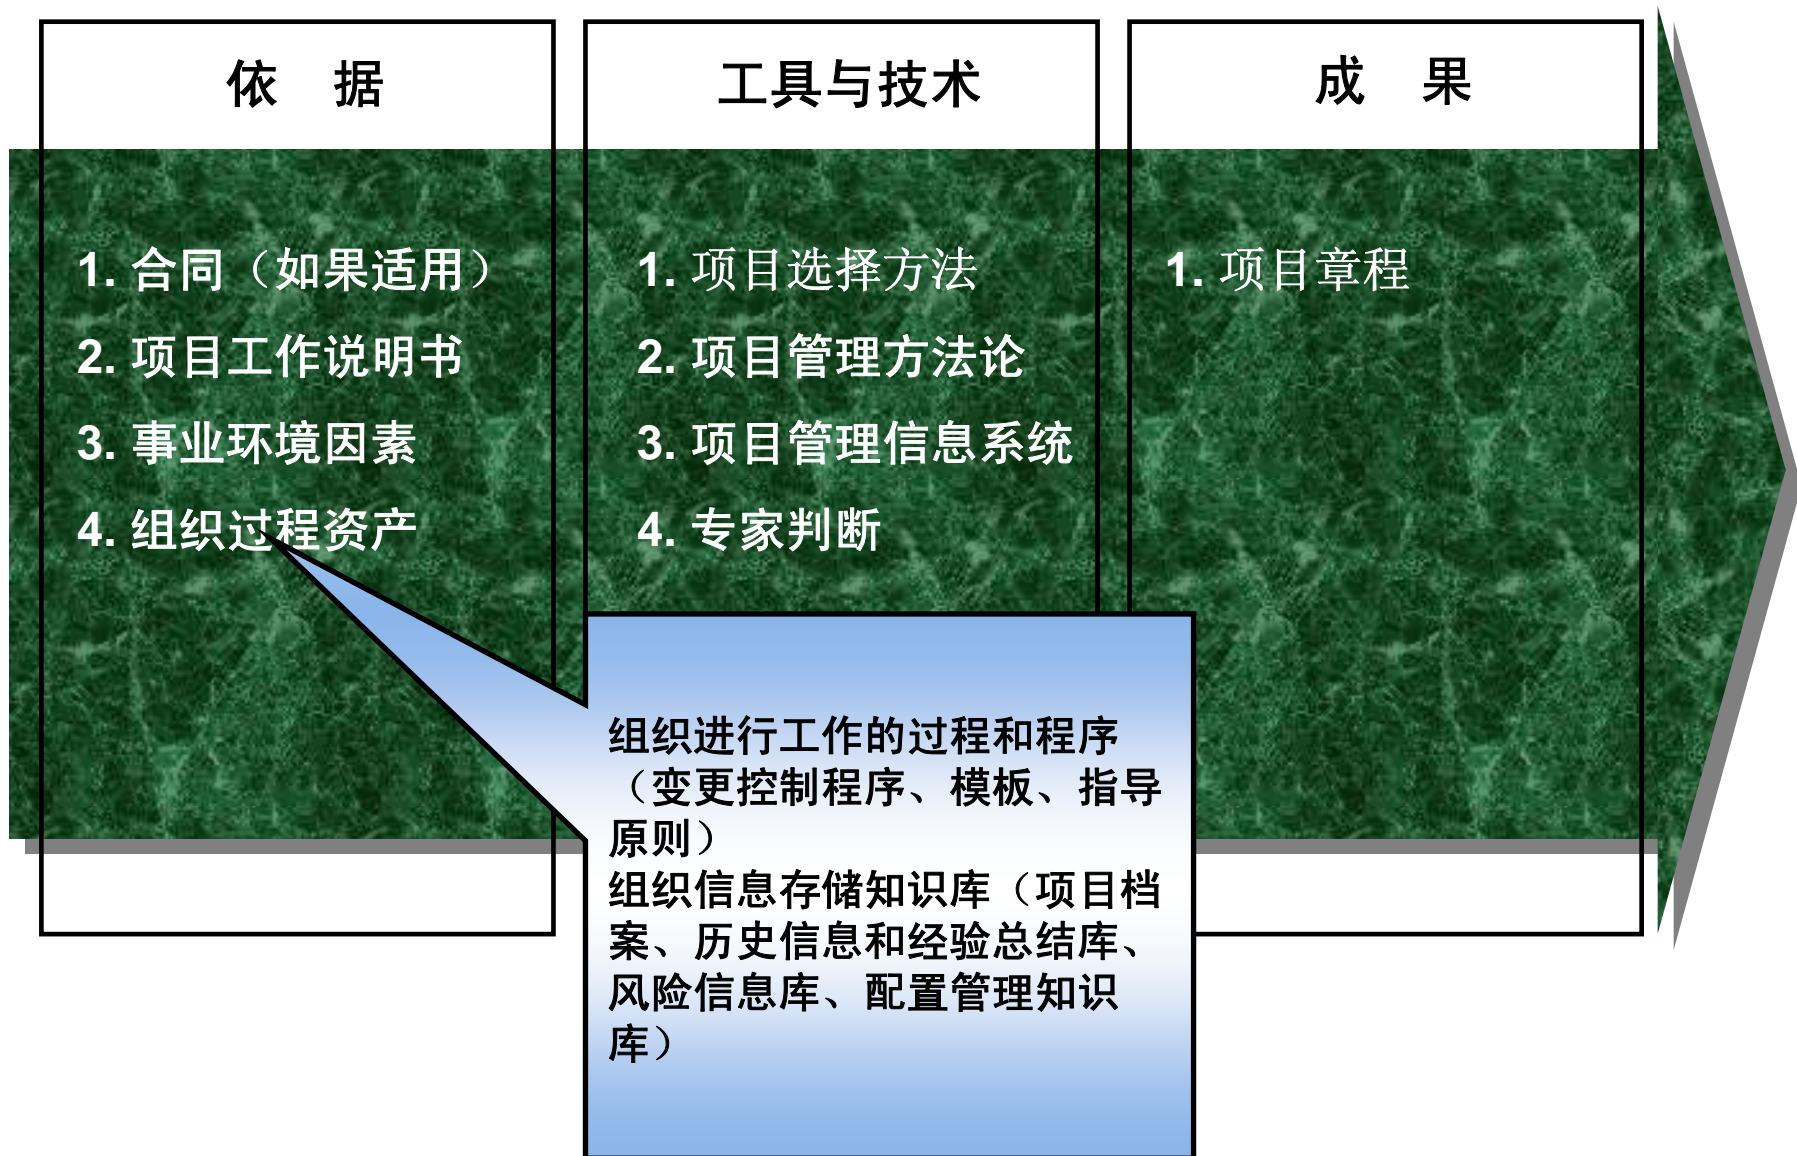 依 据
1. 合同（如果适用）
2. 项目工作说明书
3. 事业环境因素
4. 组织过程资产
工具与技术
1. 项目选择方法
2. 项目管理方法论
3. 项目管理信息系统
4. 专家判断
成 果
1. 项目章程
组织进行工作的过程和程序
（变更控制程序、模板、指导
原则）
组织信息存储知识库（项目档
案、历史信息和经验总结库、
风险信息库、配置管理知识
库）